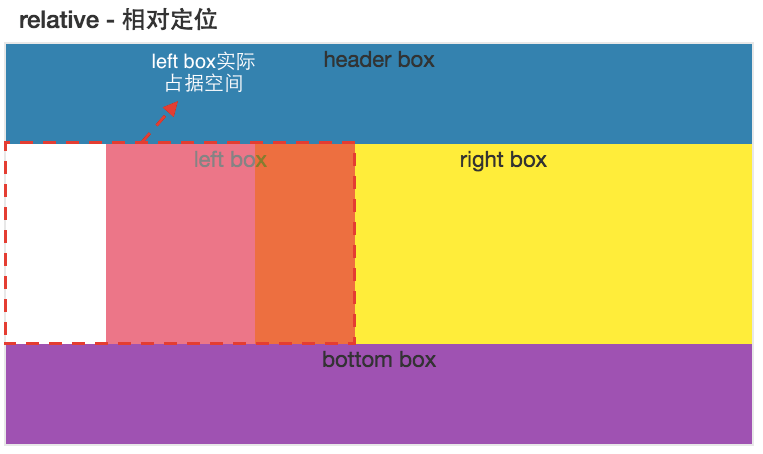 relative - 相对定位
left box实际
占据空间
header box
left box
right box
bottom box